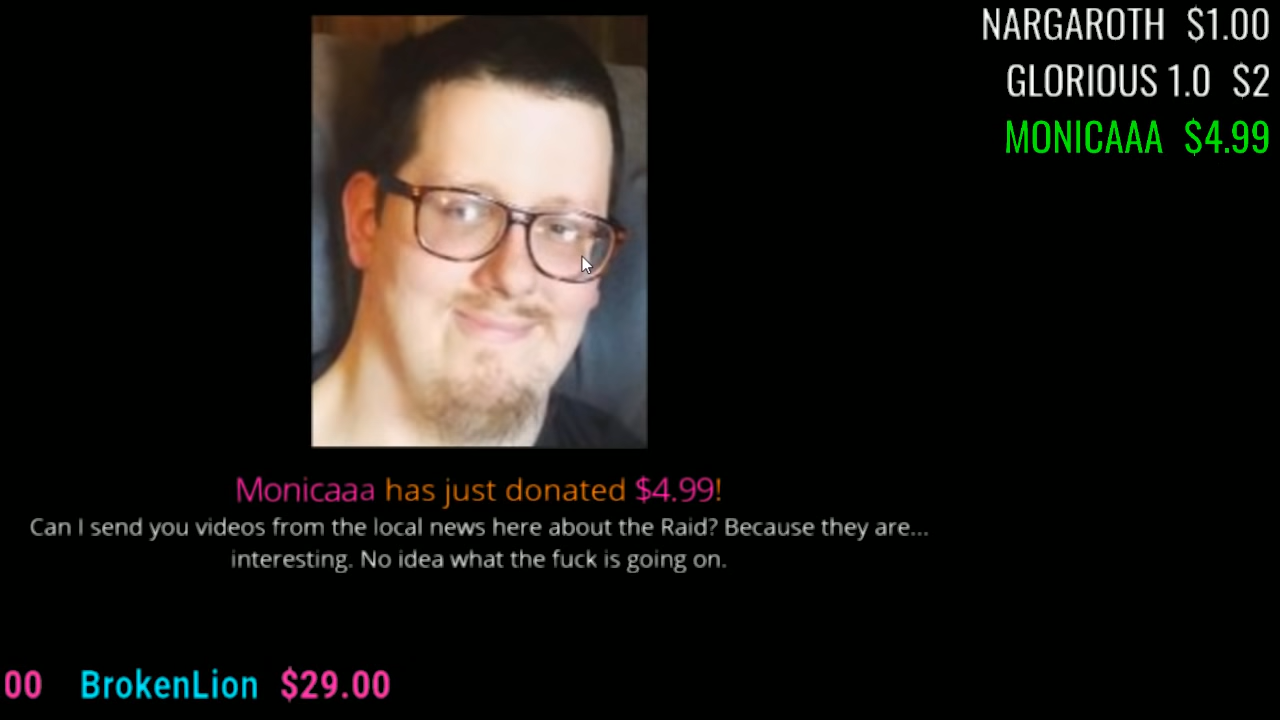 NARGAROTH $1.00
GLORIOUS 1.0 $2
MONICAAA $4.99
Monicaaa has just donated $4.99!
Can I send you videos from the local news here about the Raid? Because they are...
interesting. No idea what the fuck is going on.
00 BrokenLion $29.00